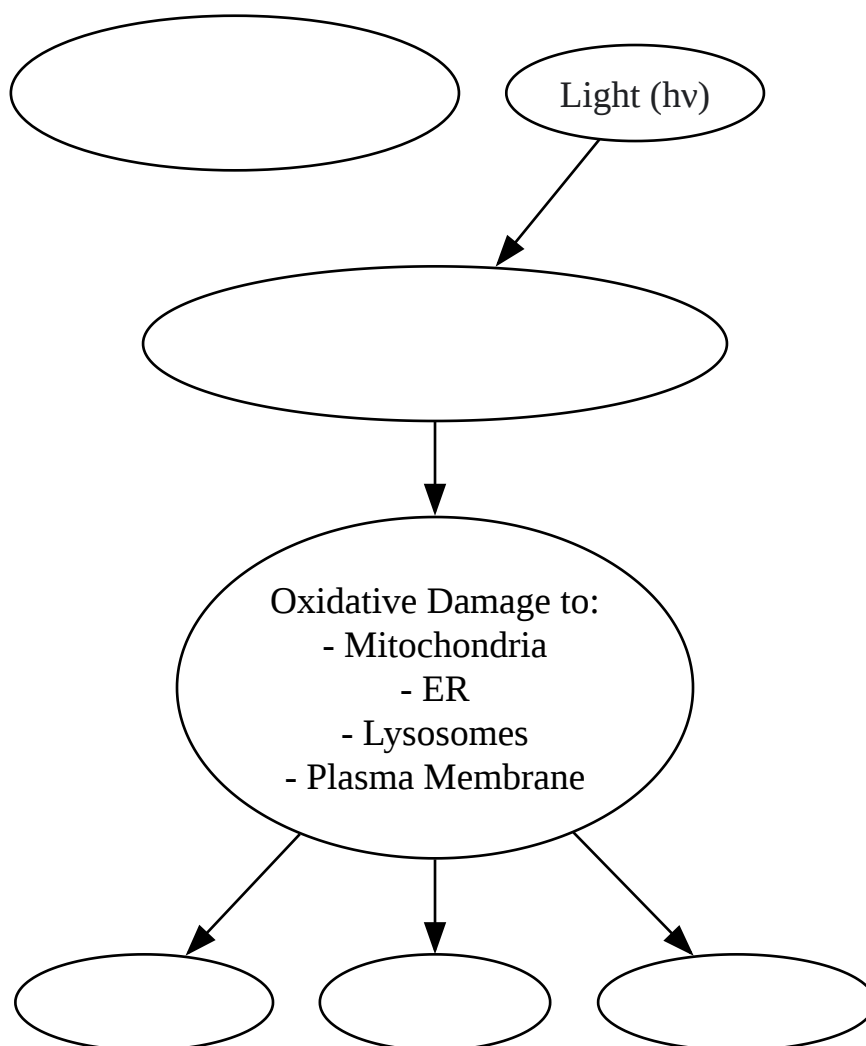 Light (hν)
Oxidative Damage to:
- Mitochondria
- ER
- Lysosomes
- Plasma Membrane